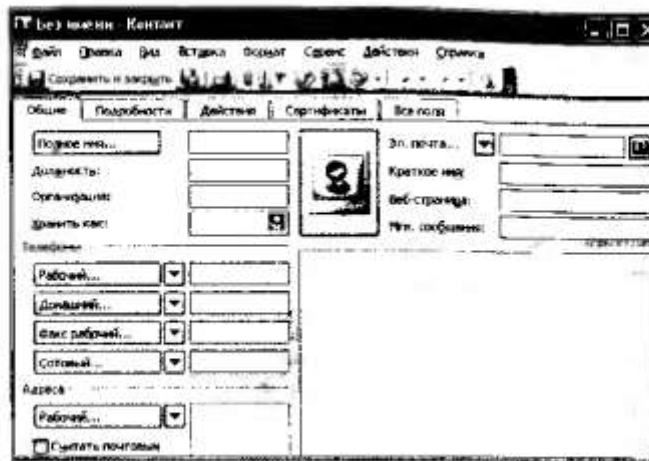 Без имени - Контакт
Файл Правка Вид Вставка Формат Сервис Действия Справка
Сохранить и закрыть
Общие Подробности Действия Сертификаты Все поля
Полное имя...
Должность:
Организация:
Хранить как:
Эл. почта...
Краткое имя:
Веб-страница:
Мгн. сообщения:
Телефоны
Рабочий...
Домашний...
Факс рабочий...
Сотовый...
Адреса
Рабочий...
Считать почтовым